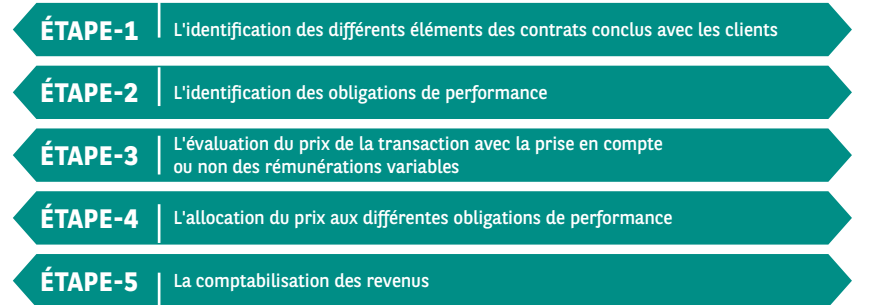 ÉTAPE-1 L'identification des différents éléments des contrats conclus avec les clients
ÉTAPE-2 L'identification des obligations de performance
ÉTAPE-3 L'évaluation du prix de la transaction avec la prise en compte
ou non des rémunérations variables
ÉTAPE-4 L'allocation du prix aux différentes obligations de performance
ÉTAPE-5 La comptabilisation des revenus